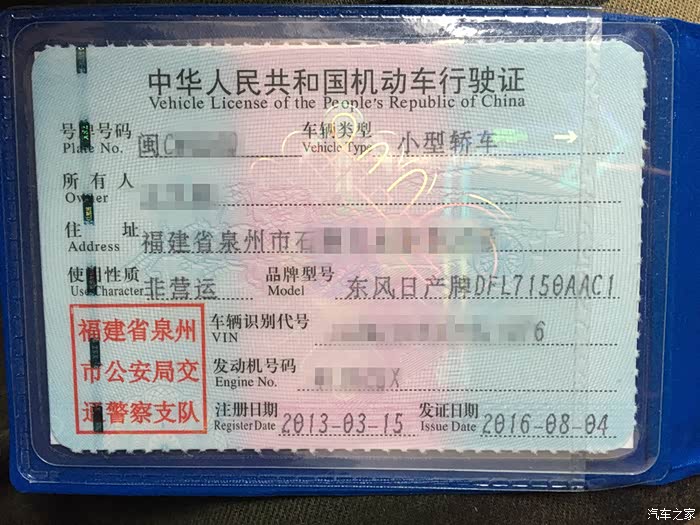 中华人民共和国机动车行驶证
Vehicle License of the People's Republic of China
号牌号码 闽C 车辆类型 小型轿车
Plate No. Vehicle Type
所有人
Owner
住址 福建省泉州市石
Address
使用性质 非营运 品牌型号 东风日产牌DFL7150AAC1
Use Character Model
福建省泉州
市公安局交
通警察支队
车辆识别代号 6
VIN
发动机号码 X
Engine No.
注册日期 2013-03-15 发证日期 2016-08-04
Register Date Issue Date
汽车之家